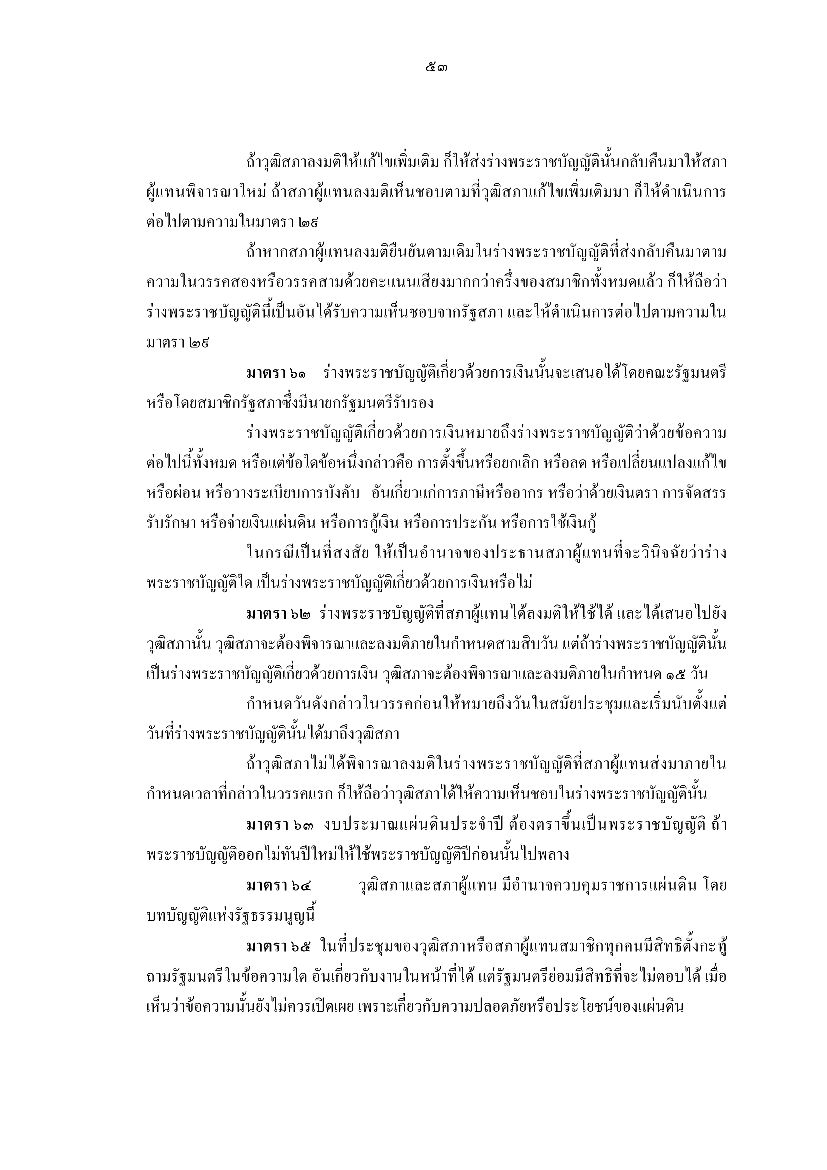 ๕๓
ถ้าวุฒิสภาลงมติให้แก้ไขเพิ่มเติม ก็ให้ส่งร่างพระราชบัญญัตินั้นกลับคืนมาให้สภา
ผู้แทนพิจารณาใหม่ ถ้าสภาผู้แทนลงมติเห็นชอบตามที่วุฒิสภาแก้ไขเพิ่มเติมมา ก็ให้ดำเนินการ
ต่อไปตามความในมาตรา ๒๙
ถ้าหากสภาผู้แทนลงมติยืนยันตามเดิมในร่างพระราชบัญญัติที่ส่งกลับคืนมาตาม
ความในวรรคสองหรือวรรคสามด้วยคะแนนเสียงมากกว่าครึ่งของสมาชิกทั้งหมดแล้ว ก็ให้ถือว่า
ร่างพระราชบัญญัตินี้เป็นอันได้รับความเห็นชอบจากรัฐสภา และให้ดำเนินการต่อไปตามความใน
มาตรา ๒๙
มาตรา ๖๑ ร่างพระราชบัญญัติเกี่ยวด้วยการเงินนั้นจะเสนอได้โดยคณะรัฐมนตรี
หรือโดยสมาชิกรัฐสภาซึ่งมีนายกรัฐมนตรีรับรอง
ร่างพระราชบัญญัติเกี่ยวด้วยการเงินหมายถึงร่างพระราชบัญญัติว่าด้วยข้อความ
ต่อไปนี้ทั้งหมด หรือแต่ข้อใดข้อหนึ่งกล่าวคือ การตั้งขึ้นหรือยกเลิก หรือลด หรือเปลี่ยนแปลงแก้ไข
หรือผ่อน หรือวางระเบียบการบังคับ อันเกี่ยวแก่การภาษีหรืออากร หรือว่าด้วยเงินตรา การจัดสรร
รับรักษา หรือจ่ายเงินแผ่นดิน หรือการกู้เงิน หรือการประกัน หรือการใช้เงินกู้
ในกรณีเป็นที่สงสัย ให้เป็นอำนาจของประธานสภาผู้แทนที่จะวินิจฉัยว่าร่าง
พระราชบัญญัติใด เป็นร่างพระราชบัญญัติเกี่ยวด้วยการเงินหรือไม่
มาตรา ๖๒ ร่างพระราชบัญญัติที่สภาผู้แทนได้ลงมติให้ใช้ได้ และได้เสนอไปยัง
วุฒิสภานั้น วุฒิสภาจะต้องพิจารณาและลงมติภายในกำหนดสามสิบวัน แต่ถ้าร่างพระราชบัญญัตินั้น
เป็นร่างพระราชบัญญัติเกี่ยวด้วยการเงิน วุฒิสภาจะต้องพิจารณาและลงมติภายในกำหนด ๑๕ วัน
กำหนดวันดังกล่าวในวรรคก่อนให้หมายถึงวันในสมัยประชุมและเริ่มนับตั้งแต่
วันที่ร่างพระราชบัญญัตินั้นได้มาถึงวุฒิสภา
ถ้าวุฒิสภาไม่ได้พิจารณาลงมติในร่างพระราชบัญญัติที่สภาผู้แทนส่งมาภายใน
กำหนดเวลาที่กล่าวในวรรคแรก ก็ให้ถือว่าวุฒิสภาได้ให้ความเห็นชอบในร่างพระราชบัญญัตินั้น
มาตรา ๖๓ งบประมาณแผ่นดินประจำปี ต้องตราขึ้นเป็นพระราชบัญญัติ ถ้า
พระราชบัญญัติออกไม่ทันปีใหม่ให้ใช้พระราชบัญญัติปีก่อนนั้นไปพลาง
มาตรา ๖๔ วุฒิสภาและสภาผู้แทน มีอำนาจควบคุมราชการแผ่นดิน โดย
บทบัญญัติแห่งรัฐธรรมนูญนี้
มาตรา ๖๕ ในที่ประชุมของวุฒิสภาหรือสภาผู้แทนสมาชิกทุกคนมีสิทธิตั้งกะทู้
ถามรัฐมนตรีในข้อความใด อันเกี่ยวกับงานในหน้าที่ได้ แต่รัฐมนตรีย่อมมีสิทธิที่จะไม่ตอบได้ เมื่อ
เห็นว่าข้อความนั้นยังไม่ควรเปิดเผย เพราะเกี่ยวกับความปลอดภัยหรือประโยชน์ของแผ่นดิน